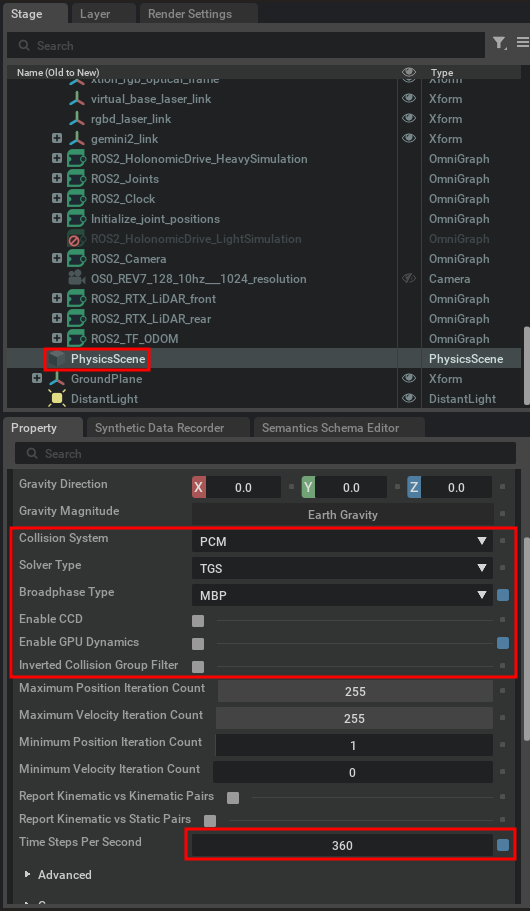 Stage Layer Render Settings
Search
Name (Old to New) Type
xtion_rgb_optical_frame Xform
virtual_base_laser_link Xform
rgbd_laser_link Xform
gemini2_link Xform
ROS2_HolonomicDrive_HeavySimulation OmniGraph
ROS2_Joints OmniGraph
ROS2_Clock OmniGraph
Initialize_joint_positions OmniGraph
ROS2_HolonomicDrive_LightSimulation OmniGraph
ROS2_Camera OmniGraph
OS0_REV7_128_10hz___1024_resolution Camera
ROS2_RTX_LiDAR_front OmniGraph
ROS2_RTX_LiDAR_rear OmniGraph
ROS2_TF_ODOM OmniGraph
PhysicsScene PhysicsScene
GroundPlane Xform
DistantLight DistantLight
Property Synthetic Data Recorder Semantics Schema Editor
Search
Gravity Direction X 0.0 Y 0.0 Z 0.0
Gravity Magnitude Earth Gravity
Collision System PCM
Solver Type TGS
Broadphase Type MBP
Enable CCD
Enable GPU Dynamics
Inverted Collision Group Filter
Maximum Position Iteration Count 255
Maximum Velocity Iteration Count 255
Minimum Position Iteration Count 1
Minimum Velocity Iteration Count 0
Report Kinematic vs Kinematic Pairs
Report Kinematic vs Static Pairs
Time Steps Per Second 360
Advanced